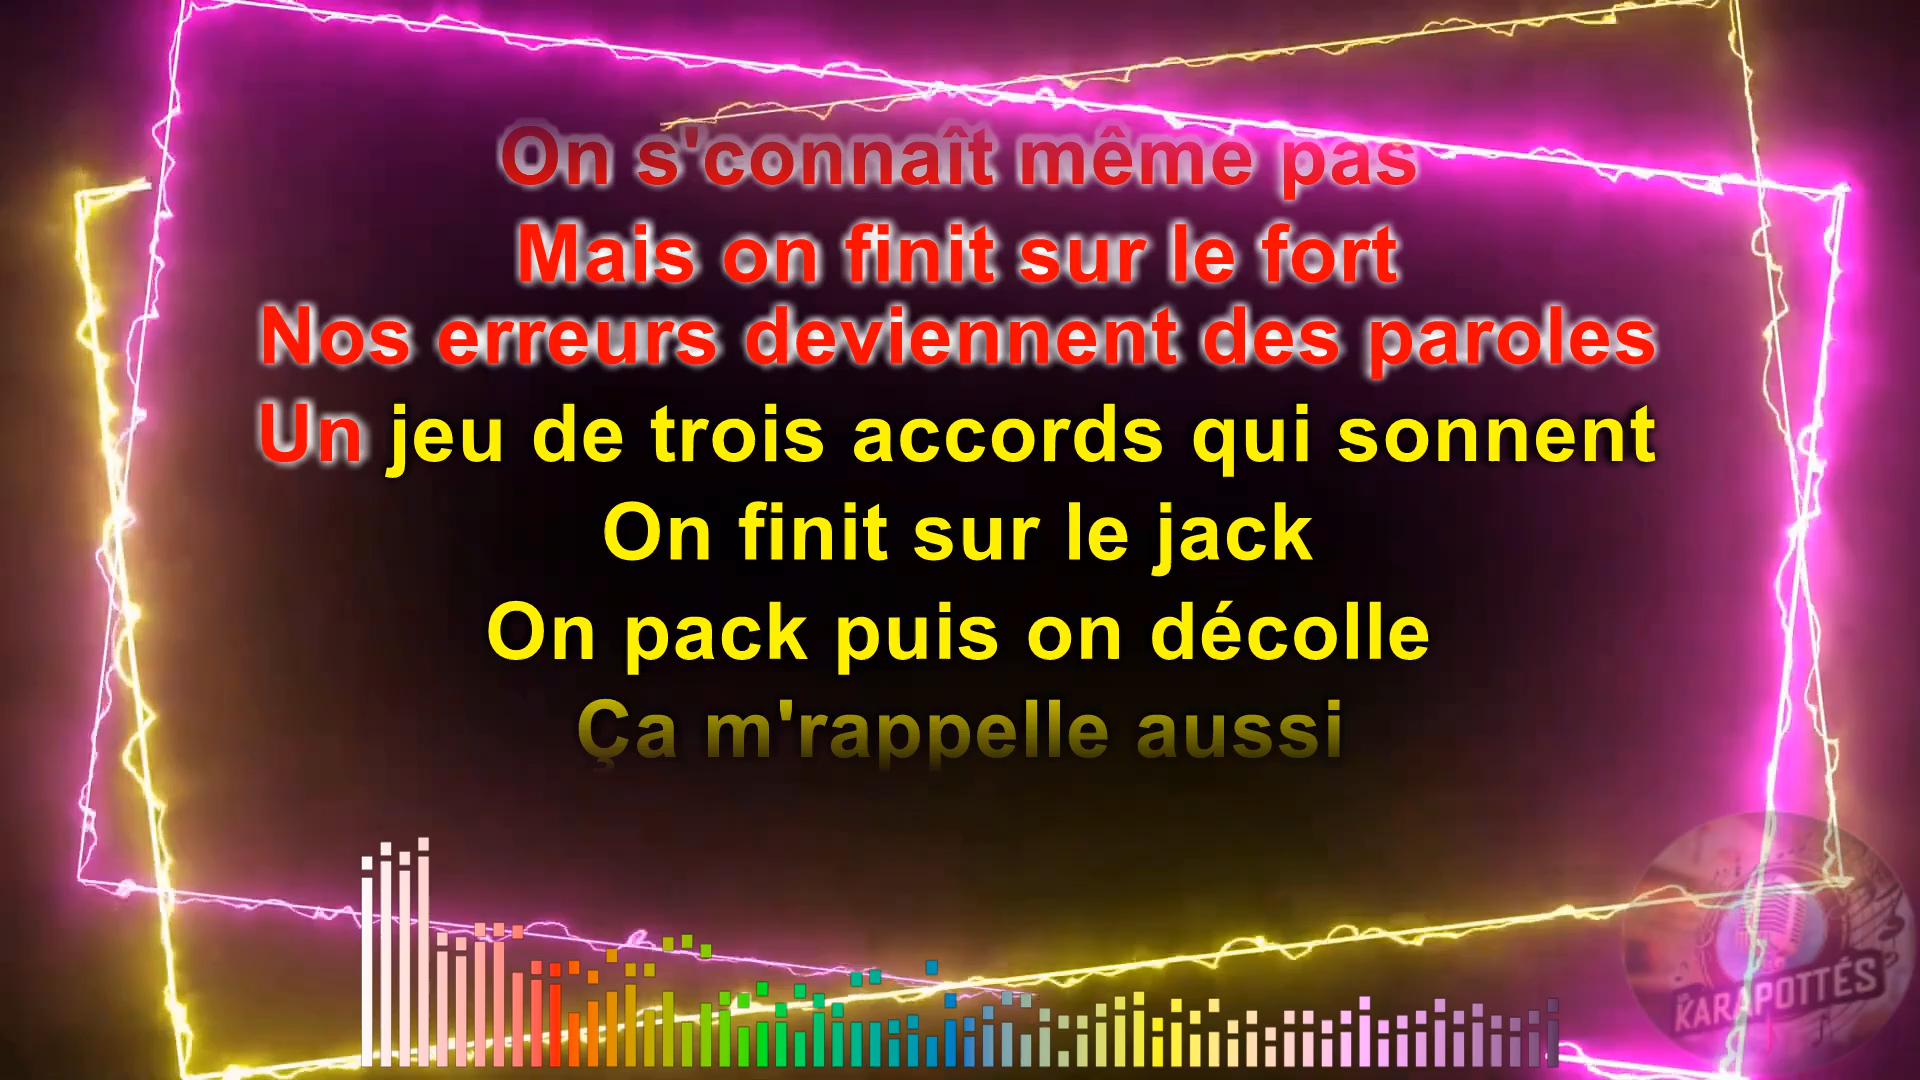 On s'connaît même pas
Mais on finit sur le fort
Nos erreurs deviennent des paroles
Un jeu de trois accords qui sonnent
On finit sur le jack
On pack puis on décolle
Ça m'rappelle aussi
KARAPOTTÉS